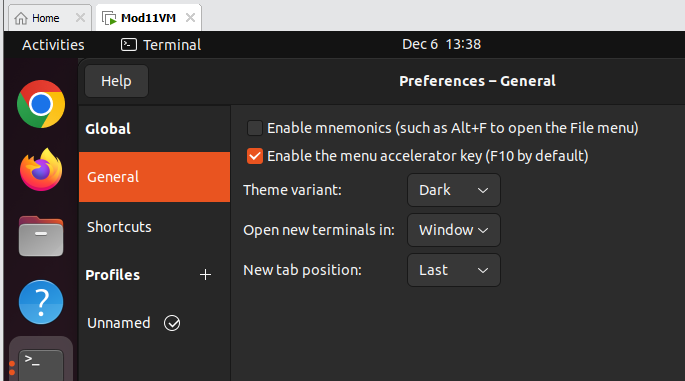 Home
Mod11VM
Activities
Terminal
Dec 6 13:38
Help
Preferences – General
Global
General
Shortcuts
Profiles
Unnamed
Enable mnemonics (such as Alt+F to open the File menu)
Enable the menu accelerator key (F10 by default)
Theme variant: Dark
Open new terminals in: Window
New tab position: Last
?
>_